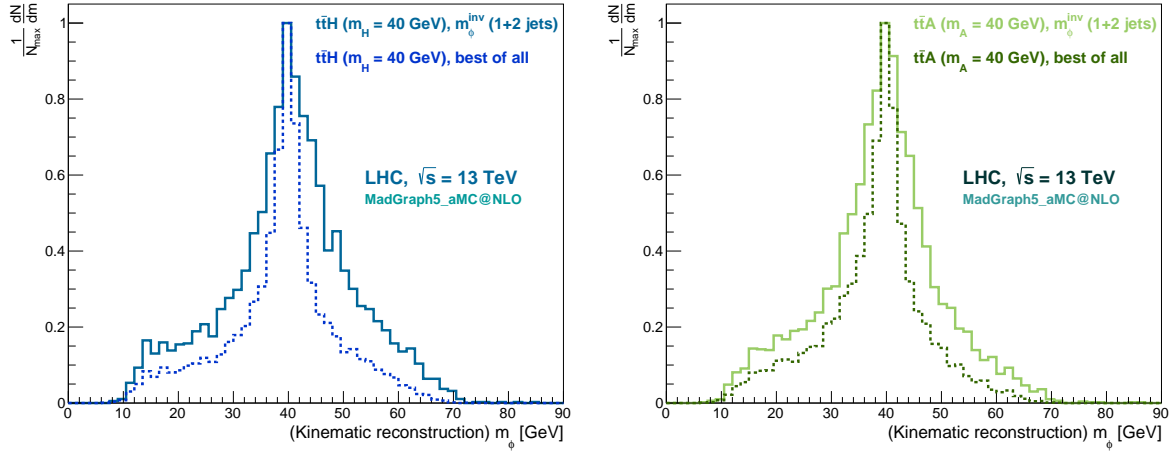 1/N_max dN/dm
tt̄H (m_H = 40 GeV), m_ϕ^inv (1+2 jets)
tt̄H (m_H = 40 GeV), best of all
LHC, √s = 13 TeV
MadGraph5_aMC@NLO
1
0.8
0.6
0.4
0.2
0
0 10 20 30 40 50 60 70 80 90
(Kinematic reconstruction) m_ϕ [GeV]
1/N_max dN/dm
tt̄A (m_A = 40 GeV), m_ϕ^inv (1+2 jets)
tt̄A (m_A = 40 GeV), best of all
LHC, √s = 13 TeV
MadGraph5_aMC@NLO
1
0.8
0.6
0.4
0.2
0
0 10 20 30 40 50 60 70 80 90
(Kinematic reconstruction) m_ϕ [GeV]